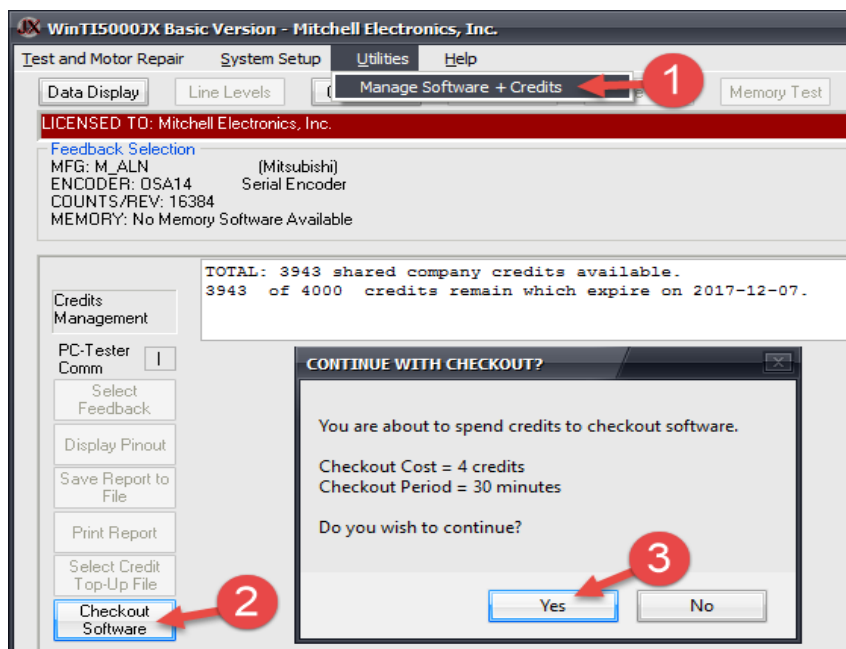 WinTI5000JX Basic Version - Mitchell Electronics, Inc.
Test and Motor Repair System Setup Utilities Help
Manage Software + Credits
1
Data Display Line Levels Memory Test
LICENSED TO: Mitchell Electronics, Inc.
Feedback Selection
MFG: M_ALN (Mitsubishi)
ENCODER: OSA14 Serial Encoder
COUNTS/REV: 16384
MEMORY: No Memory Software Available
TOTAL: 3943 shared company credits available.
3943 of 4000 credits remain which expire on 2017-12-07.
Credits
Management
PC-Tester
Comm
Select
Feedback
Display Pinout
Save Report to
File
Print Report
Select Credit
Top-Up File
Checkout
Software
2
CONTINUE WITH CHECKOUT?
You are about to spend credits to checkout software.
Checkout Cost = 4 credits
Checkout Period = 30 minutes
Do you wish to continue?
3
Yes No